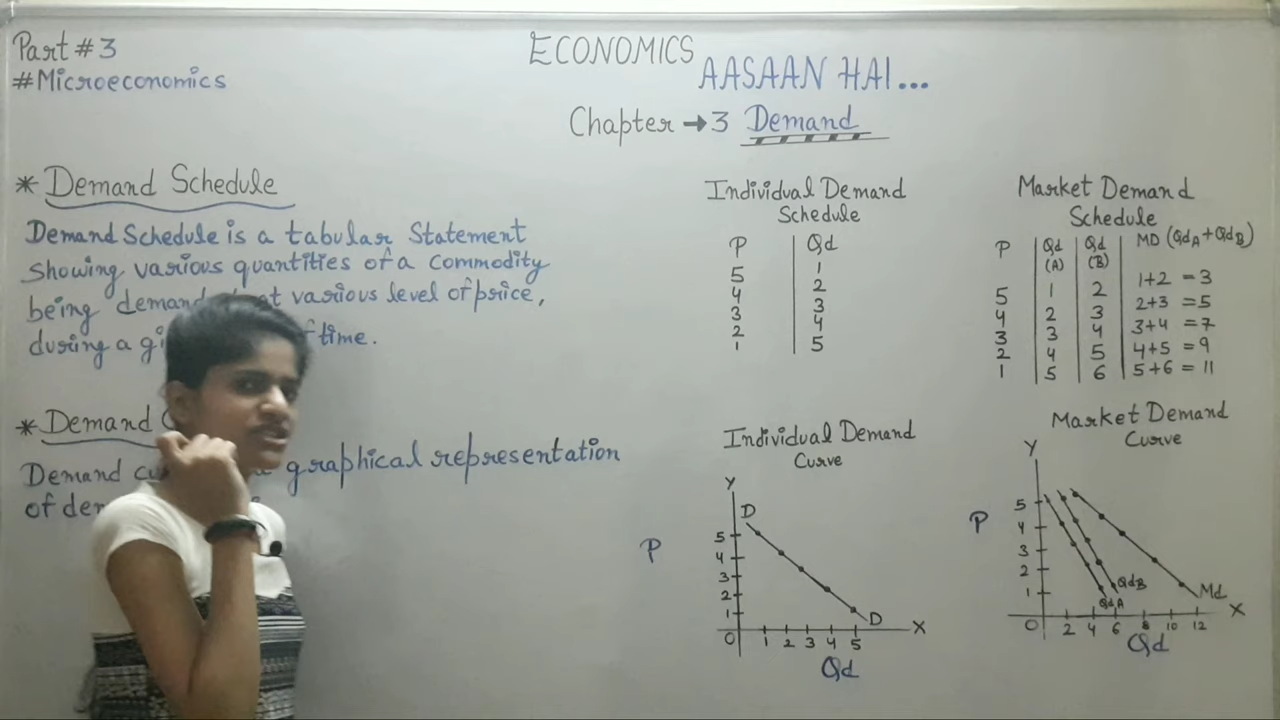 Part # 3
# Microeconomics
ECONOMICS
AASAAN HAI...
Chapter → 3 Demand
* Demand Schedule
Demand Schedule is a tabular Statement
showing various quantities of a commodity
being at various level of price,
during a time.
* Demand
Demand graphical representation
of
Individual Demand
Schedule
P Qd
5 1
4 2
3 3
2 4
1 5
Market Demand
Schedule
P Qd (A) Qd (B) MD (QdA + QdB)
5 1 2 1+2 = 3
4 2 3 2+3 = 5
3 3 4 3+4 = 7
2 4 5 4+5 = 9
1 5 6 5+6 = 11
Individual Demand
Curve
Y
D
P
5
4
3
2
1
D
O 1 2 3 4 5 X
Qd
Market Demand
Curve
Y
P
5
4
3
2
1
QdB
QdA
Md
O 2 4 6 8 10 12 X
Qd